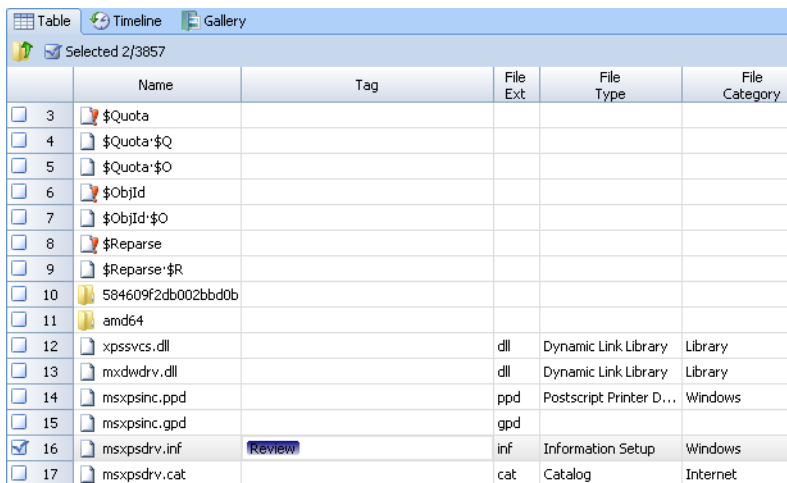 Table Timeline Gallery
Selected 2/3857
Name Tag File Ext File Type File Category
3 $Quota
4 $Quota·$Q
5 $Quota·$O
6 $ObjId
7 $ObjId·$O
8 $Reparse
9 $Reparse·$R
10 584609f2db002bbd0b
11 amd64
12 xpssvcs.dll dll Dynamic Link Library Library
13 mxdwdrv.dll dll Dynamic Link Library Library
14 msxpsinc.ppd ppd Postscript Printer D... Windows
15 msxpsinc.gpd gpd
16 msxpsdrv.inf Review inf Information Setup Windows
17 msxpsdrv.cat cat Catalog Internet